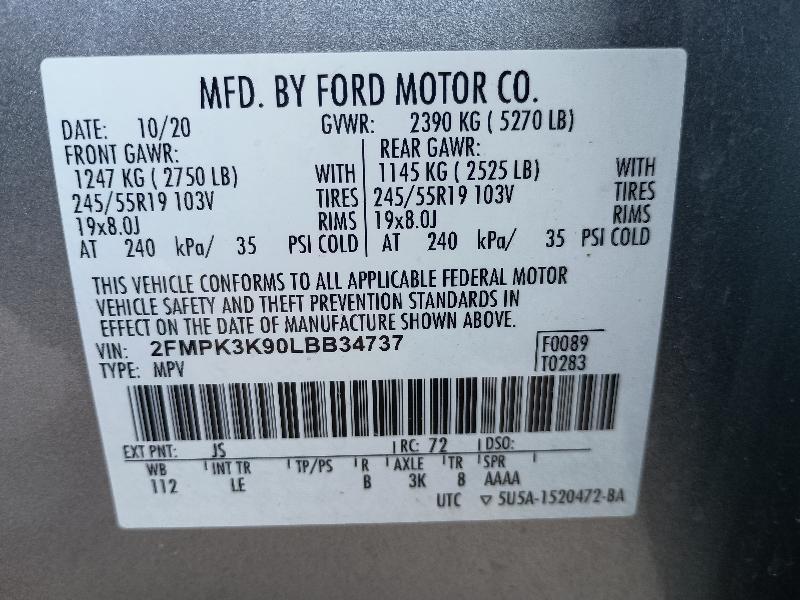 MFD. BY FORD MOTOR CO.
DATE: 10/20 GVWR: 2390 KG ( 5270 LB)
FRONT GAWR: REAR GAWR:
1247 KG ( 2750 LB) WITH 1145 KG ( 2525 LB) WITH
245/55R19 103V TIRES 245/55R19 103V TIRES
19x8.0J RIMS 19x8.0J RIMS
AT 240 kPa/ 35 PSI COLD AT 240 kPa/ 35 PSI COLD
THIS VEHICLE CONFORMS TO ALL APPLICABLE FEDERAL MOTOR
VEHICLE SAFETY AND THEFT PREVENTION STANDARDS IN
EFFECT ON THE DATE OF MANUFACTURE SHOWN ABOVE.
VIN: 2FMPK3K90LBB34737 F0089
TYPE: MPV T0283
EXT PNT: JS RC: 72 DSO:
WB INT TR TP/PS R AXLE TR SPR
112 LE B 3K 8 AAAA
UTC ▽ 5U5A-1520472-BA